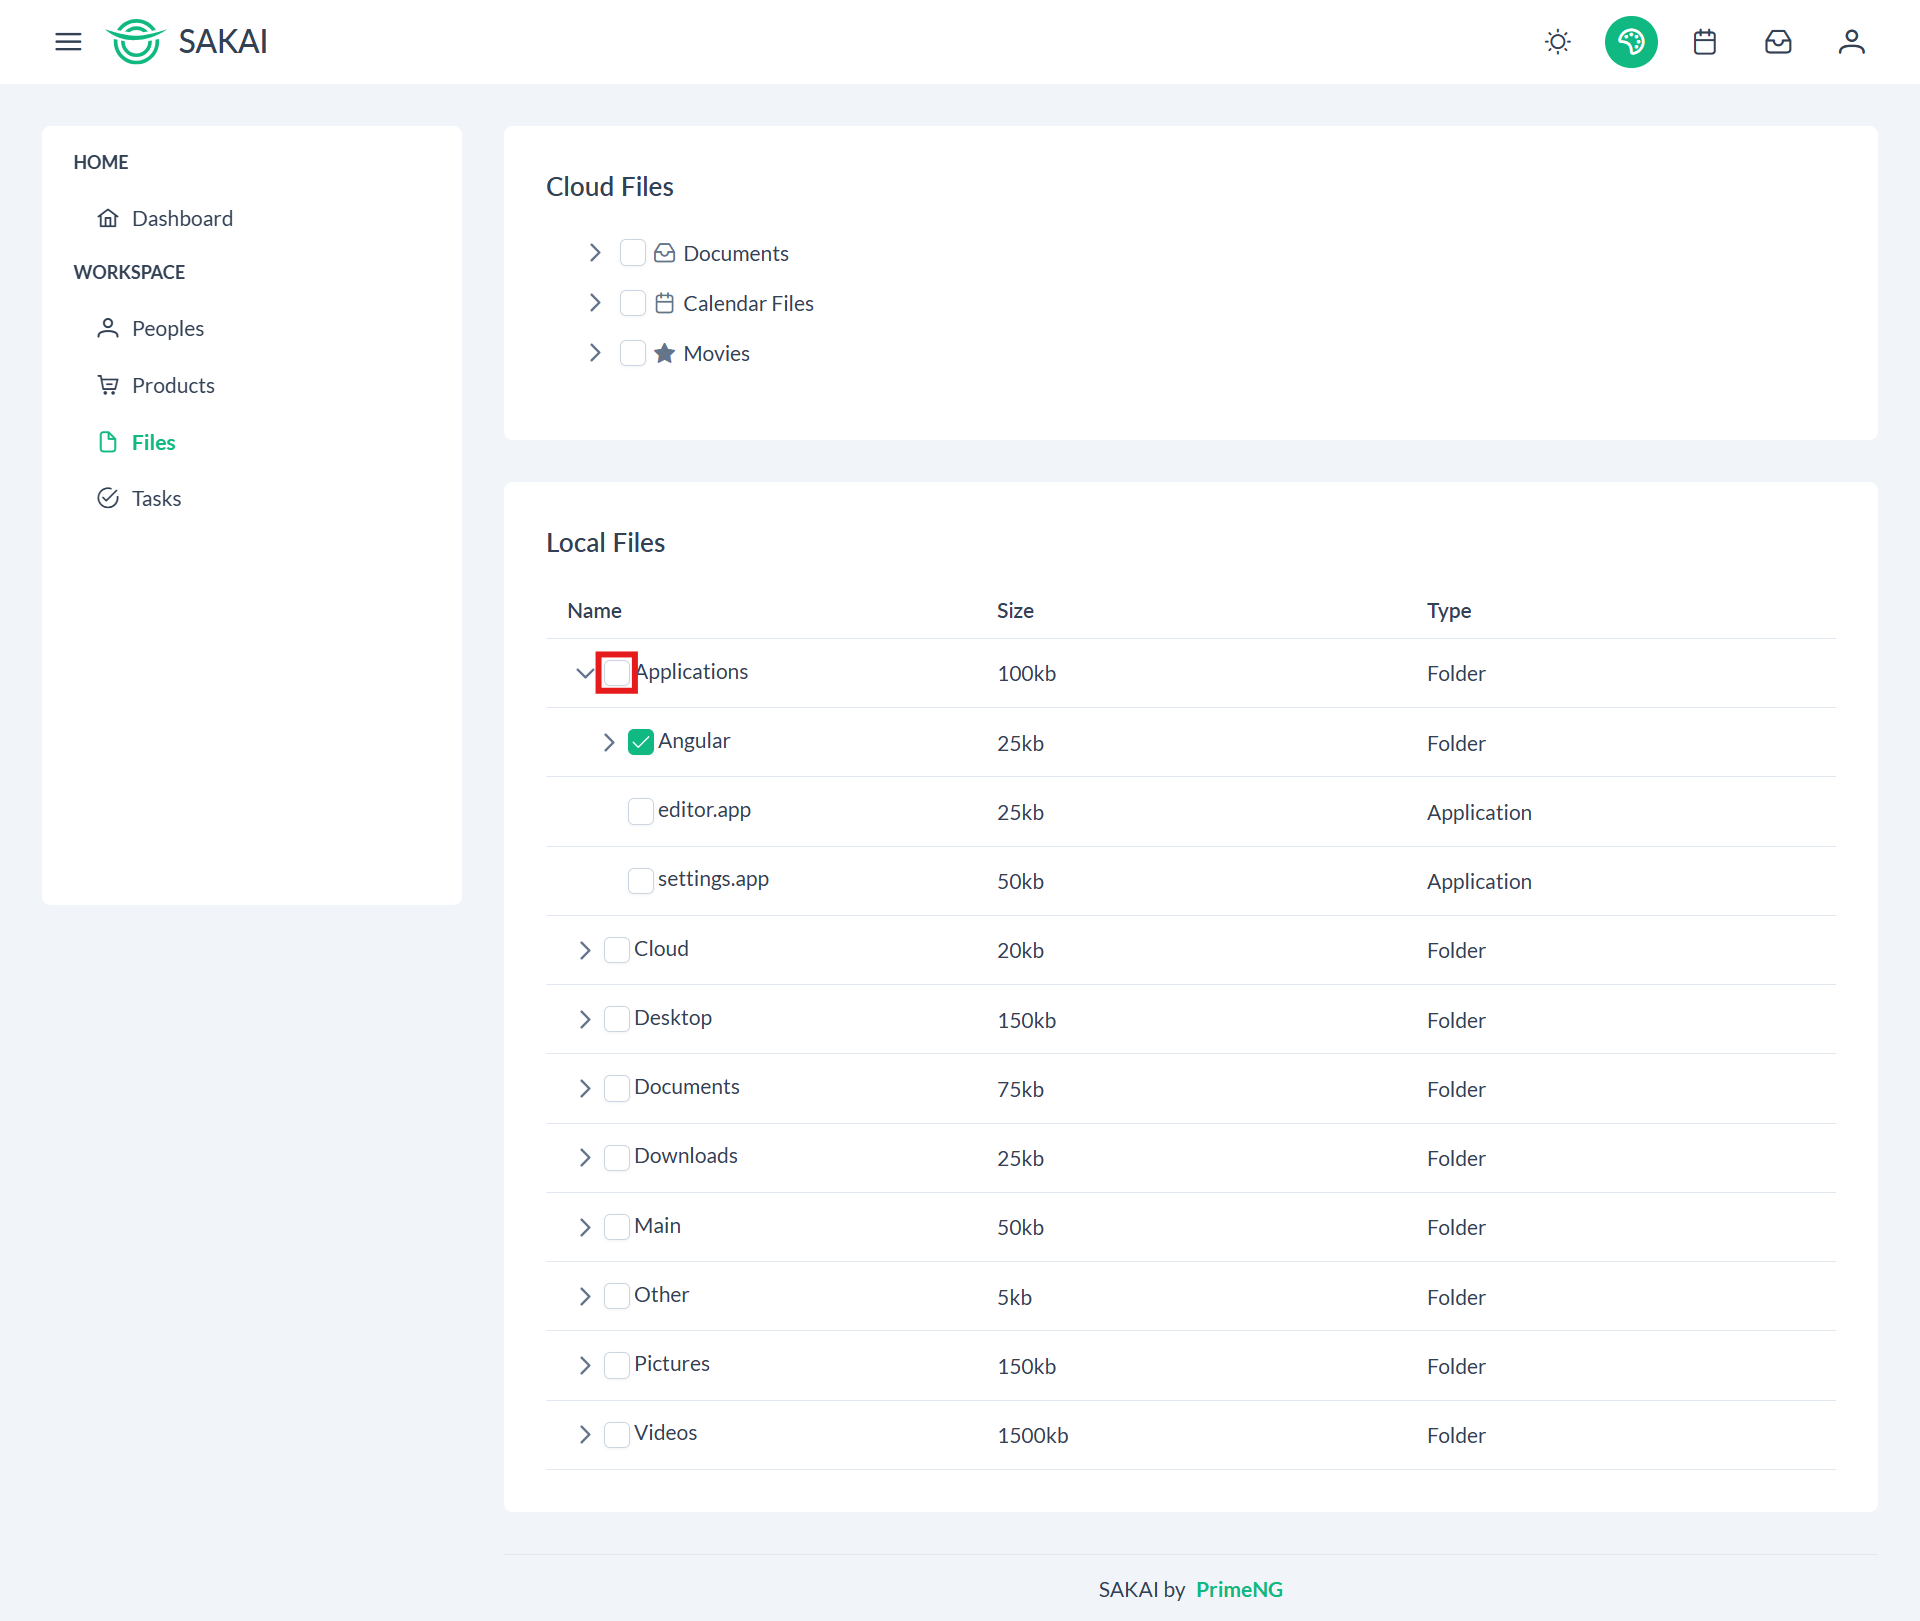 SAKAI
HOME
Dashboard
WORKSPACE
Peoples
Products
Files
Tasks
Cloud Files
Documents
Calendar Files
Movies
Local Files
Name Size Type
Applications 100kb Folder
Angular 25kb Folder
editor.app 25kb Application
settings.app 50kb Application
Cloud 20kb Folder
Desktop 150kb Folder
Documents 75kb Folder
Downloads 25kb Folder
Main 50kb Folder
Other 5kb Folder
Pictures 150kb Folder
Videos 1500kb Folder
SAKAI by PrimeNG